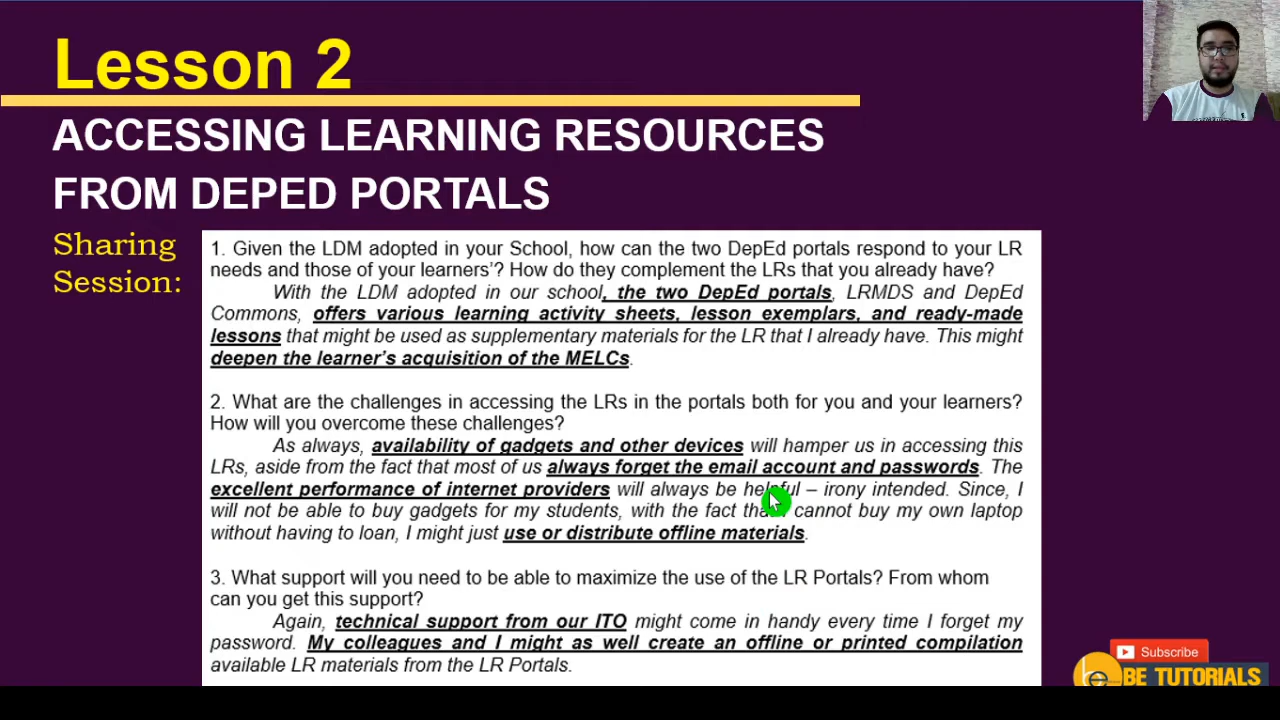 Lesson 2
ACCESSING LEARNING RESOURCES
FROM DEPED PORTALS
Sharing
Session:
1. Given the LDM adopted in your School, how can the two DepEd portals respond to your LR
needs and those of your learners'? How do they complement the LRs that you already have?
With the LDM adopted in our school, the two DepEd portals, LRMDS and DepEd
Commons, offers various learning activity sheets, lesson exemplars, and ready-made
lessons that might be used as supplementary materials for the LR that I already have. This might
deepen the learner's acquisition of the MELCs.
2. What are the challenges in accessing the LRs in the portals both for you and your learners?
How will you overcome these challenges?
As always, availability of gadgets and other devices will hamper us in accessing this
LRs, aside from the fact that most of us always forget the email account and passwords. The
excellent performance of internet providers will always be helpful – irony intended. Since, I
will not be able to buy gadgets for my students, with the fact that cannot buy my own laptop
without having to loan, I might just use or distribute offline materials.
3. What support will you need to be able to maximize the use of the LR Portals? From whom
can you get this support?
Again, technical support from our ITO might come in handy every time I forget my
password. My colleagues and I might as well create an offline or printed compilation
available LR materials from the LR Portals.
Subscribe
BE TUTORIALS